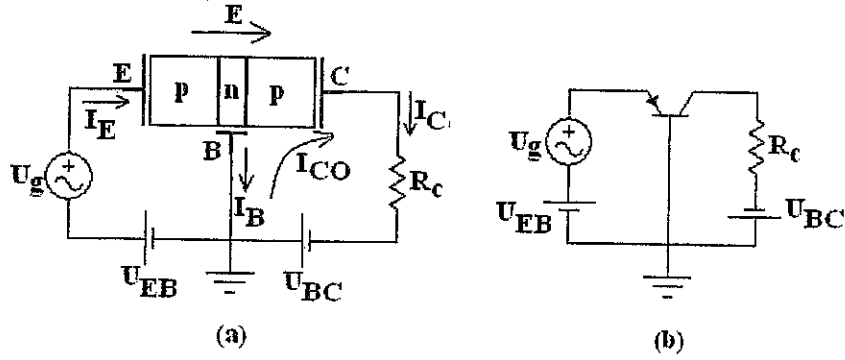 E
E p n p C
I_E B I_C
I_CO
U_g + I_B R_c
U_EB U_BC
(a)
U_g + R_c
U_EB U_BC
(b)